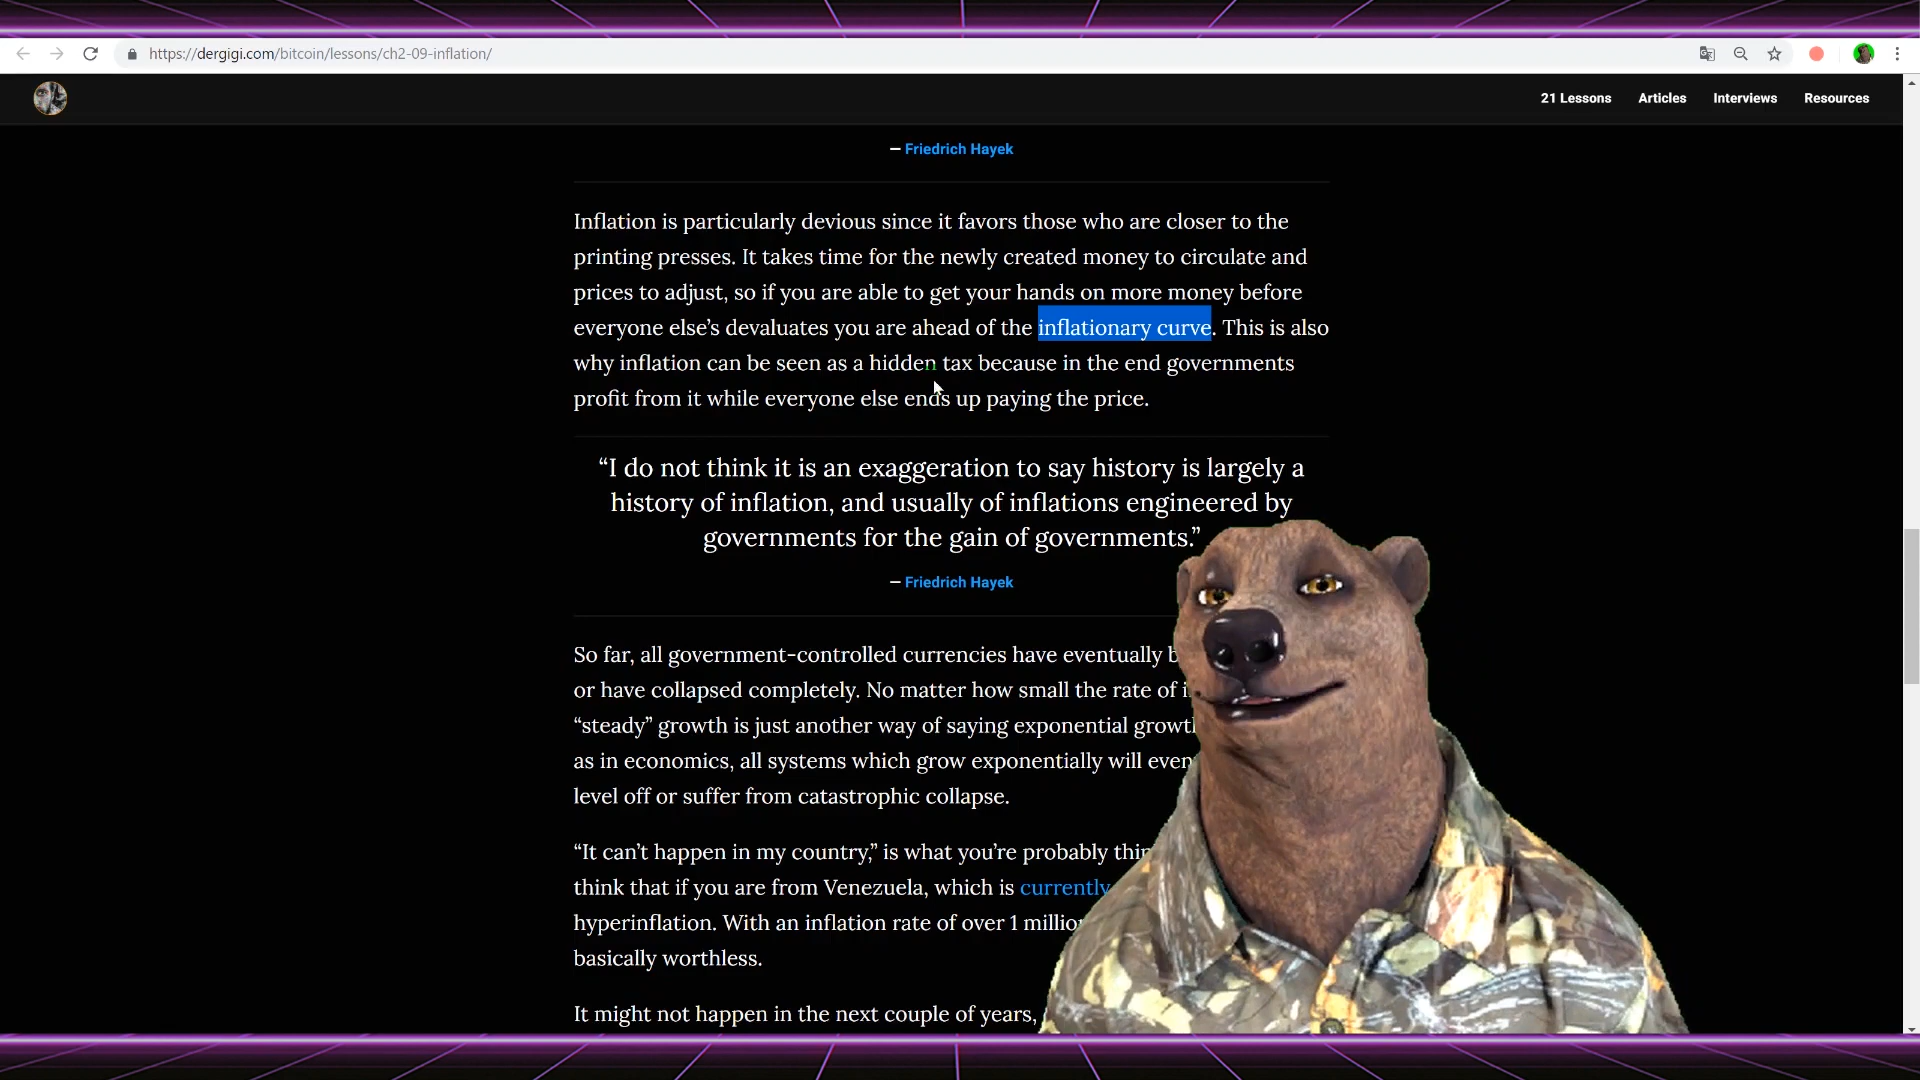 https://dergigi.com/bitcoin/lessons/ch2-09-inflation/
21 Lessons Articles Interviews Resources
— Friedrich Hayek
Inflation is particularly devious since it favors those who are closer to the
printing presses. It takes time for the newly created money to circulate and
prices to adjust, so if you are able to get your hands on more money before
everyone else’s devaluates you are ahead of the inflationary curve. This is also
why inflation can be seen as a hidden tax because in the end governments
profit from it while everyone else ends up paying the price.
“I do not think it is an exaggeration to say history is largely a
history of inflation, and usually of inflations engineered by
governments for the gain of governments.”
— Friedrich Hayek
So far, all government-controlled currencies have eventually
or have collapsed completely. No matter how small the rate of
“steady” growth is just another way of saying exponential
as in economics, all systems which grow exponentially will
level off or suffer from catastrophic collapse.
“It can’t happen in my country,” is what you’re probably
think that if you are from Venezuela, which is currently
hyperinflation. With an inflation rate of over 1
basically worthless.
It might not happen in the next couple of years,